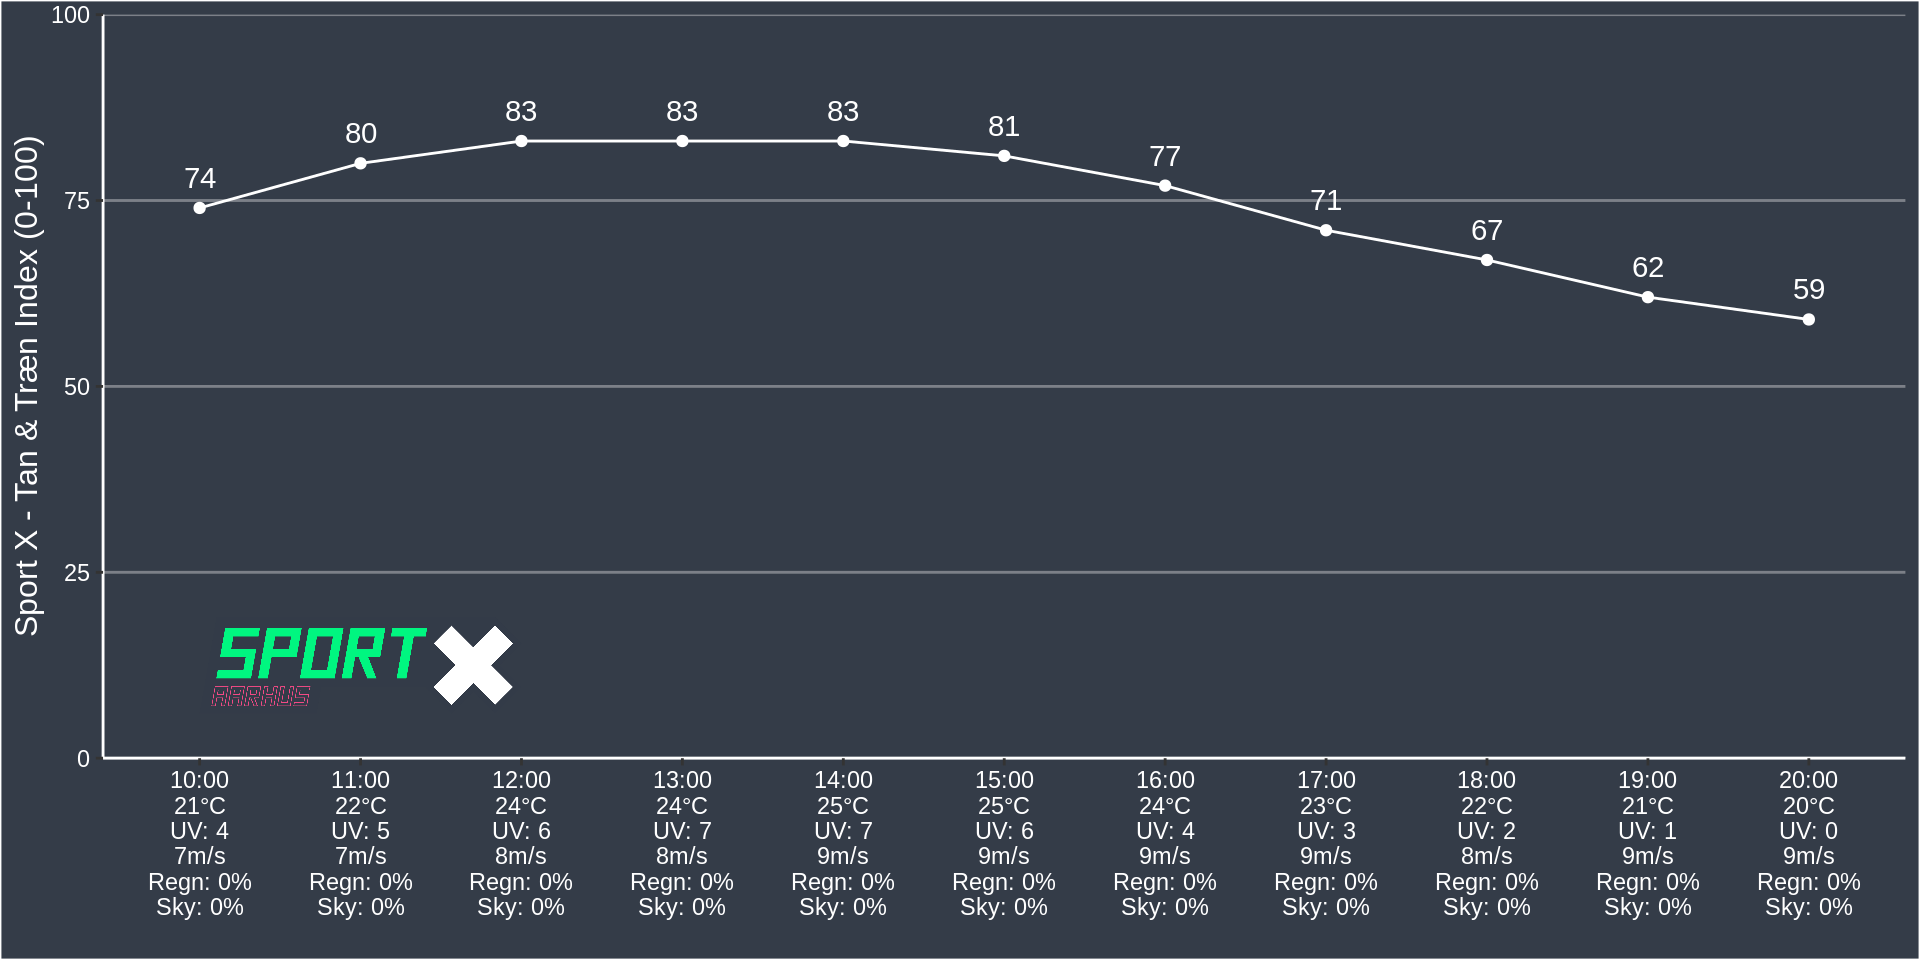 Sport X - Tan & Træn Index (0-100)
100
75
50
25
0
74
80
83
83
83
81
77
71
67
62
59
SPORT X
AARHUS
10:00 11:00 12:00 13:00 14:00 15:00 16:00 17:00 18:00 19:00 20:00
21°C 22°C 24°C 24°C 25°C 25°C 24°C 23°C 22°C 21°C 20°C
UV: 4 UV: 5 UV: 6 UV: 7 UV: 7 UV: 6 UV: 4 UV: 3 UV: 2 UV: 1 UV: 0
7m/s 7m/s 8m/s 8m/s 9m/s 9m/s 9m/s 9m/s 8m/s 9m/s 9m/s
Regn: 0% Regn: 0% Regn: 0% Regn: 0% Regn: 0% Regn: 0% Regn: 0% Regn: 0% Regn: 0% Regn: 0% Regn: 0%
Sky: 0% Sky: 0% Sky: 0% Sky: 0% Sky: 0% Sky: 0% Sky: 0% Sky: 0% Sky: 0% Sky: 0% Sky: 0%